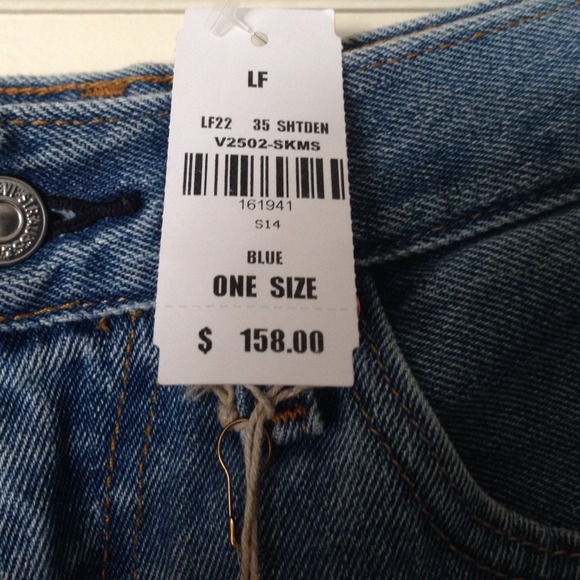 LF
LF22 35 SHTDEN
V2502-SKMS
161941
S14
BLUE
ONE SIZE
$ 158.00